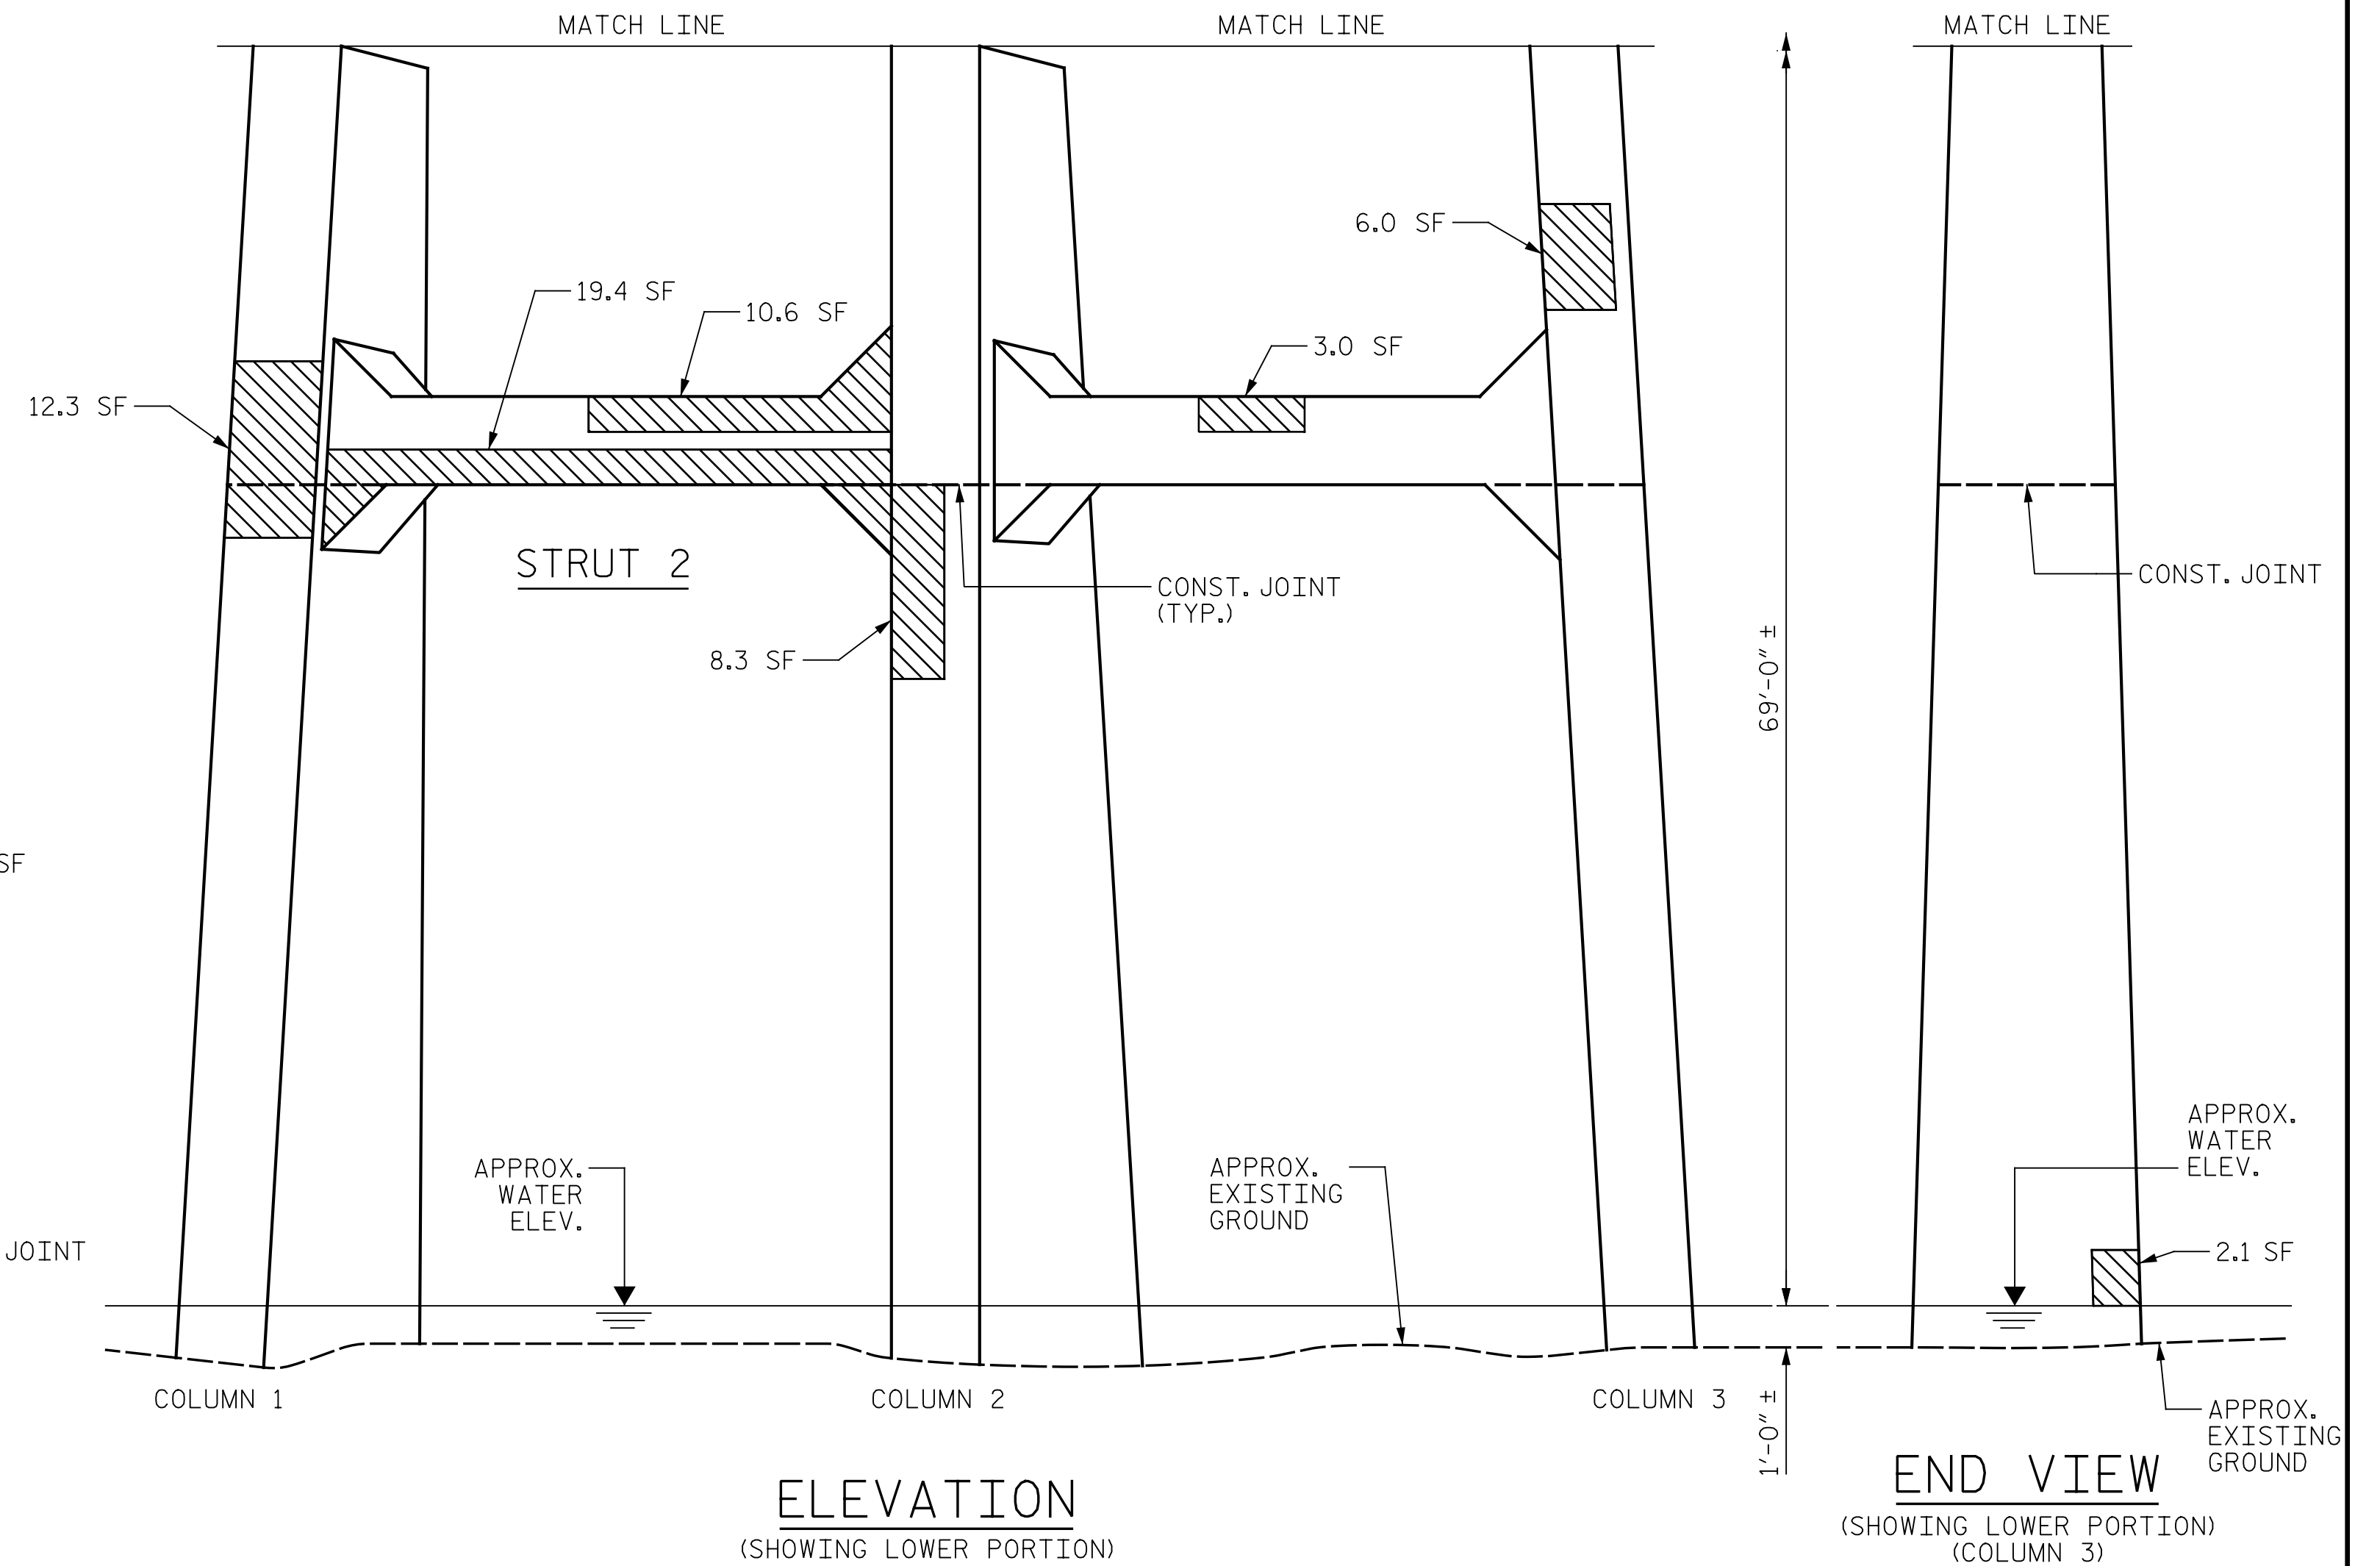 MATCH LINE
MATCH LINE
MATCH LINE
6.0 SF
19.4 SF
10.6 SF
3.0 SF
12.3 SF
STRUT 2
CONST. JOINT
(TYP.)
CONST. JOINT
8.3 SF
69'-0" ±
SF
APPROX.
WATER
ELEV.
APPROX.
EXISTING
GROUND
APPROX.
WATER
ELEV.
JOINT
2.1 SF
COLUMN 1
COLUMN 2
COLUMN 3
1'-0" ±
APPROX.
EXISTING
GROUND
ELEVATION
(SHOWING LOWER PORTION)
END VIEW
(SHOWING LOWER PORTION)
(COLUMN 3)